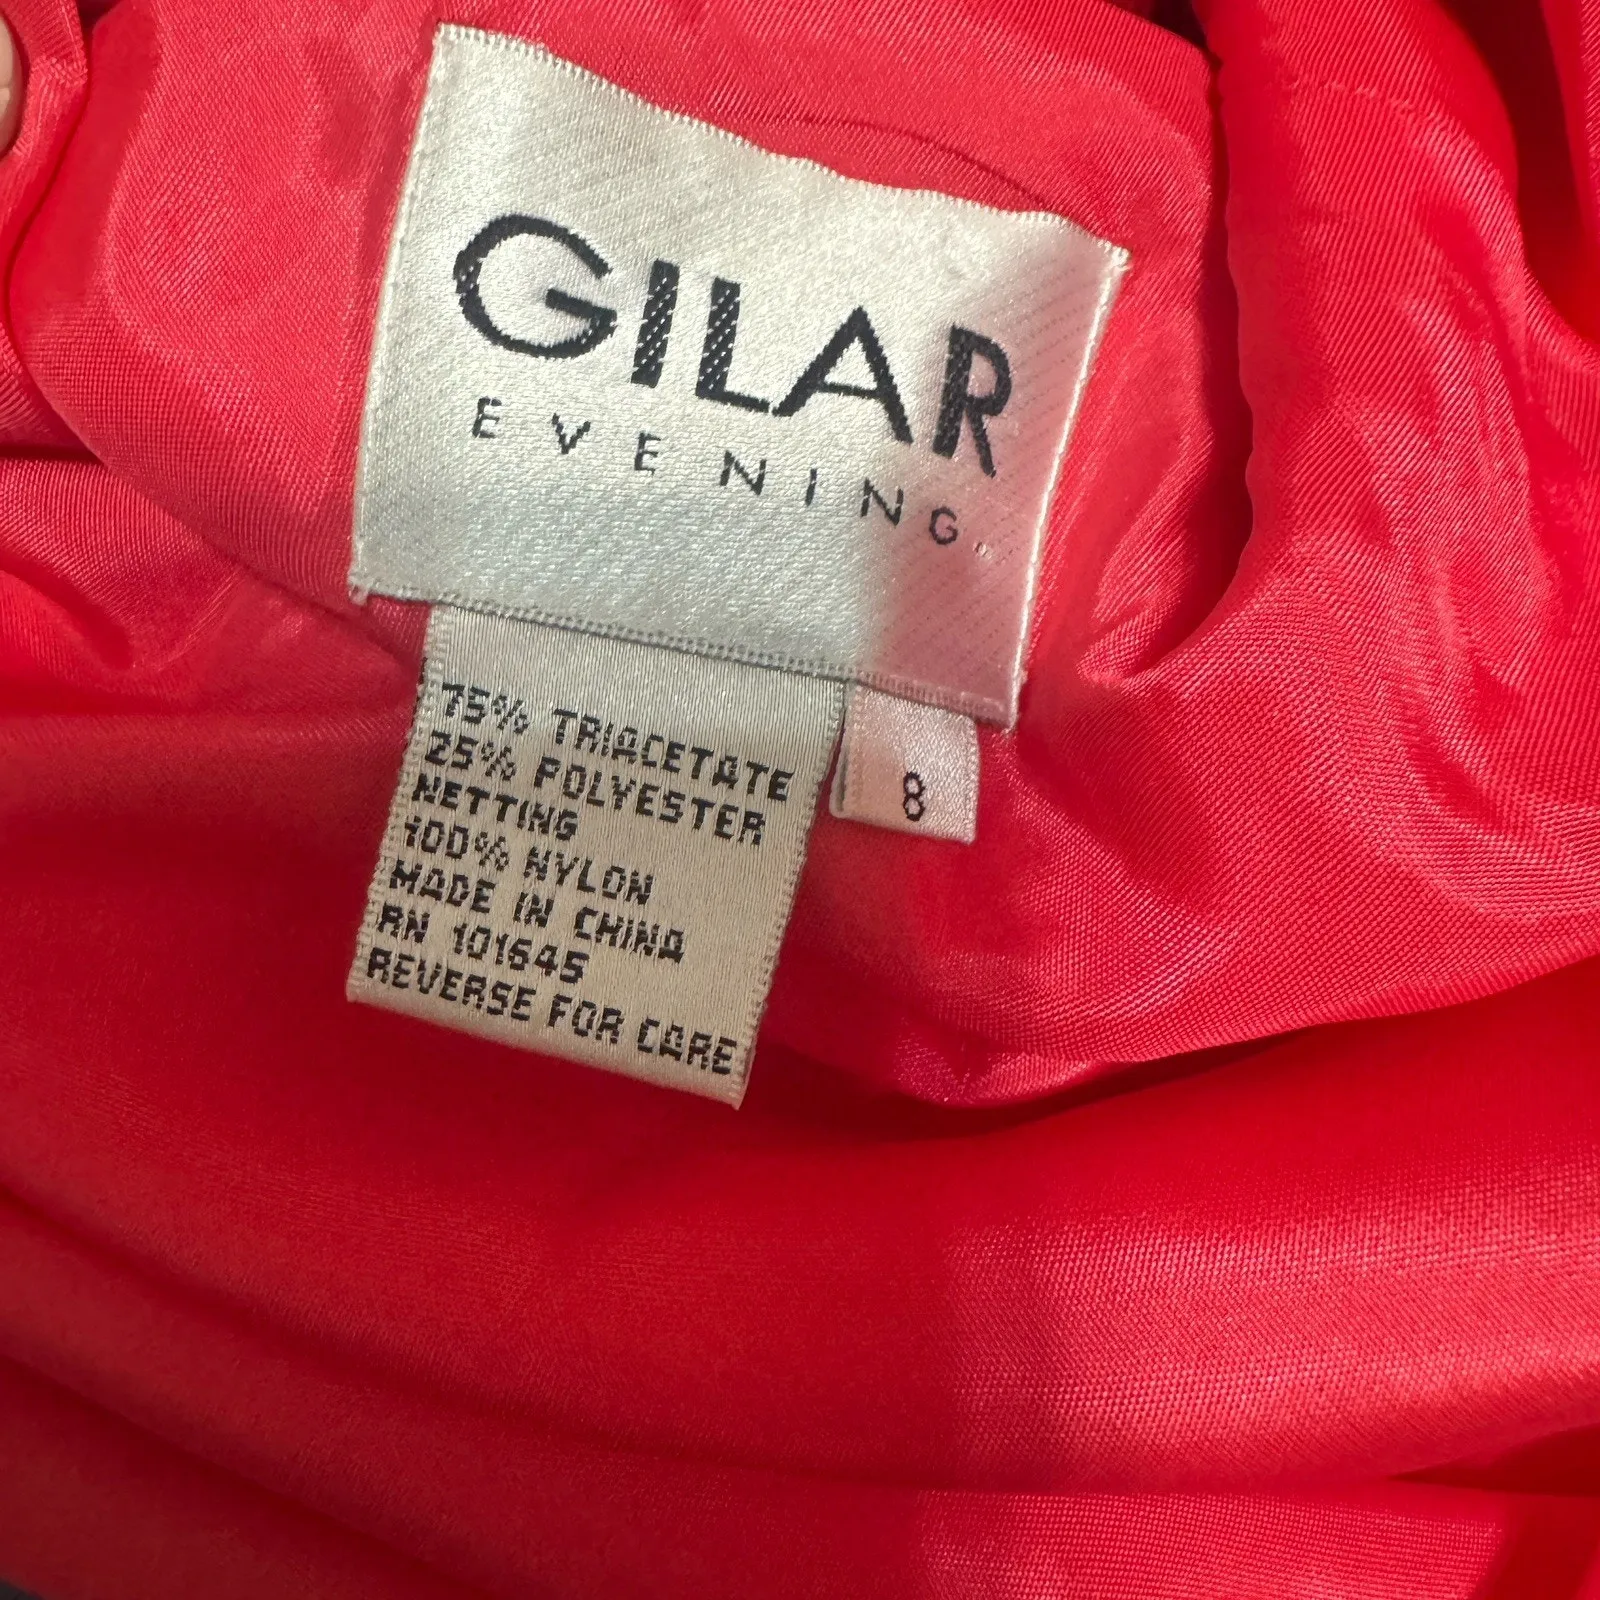 GILAR
EVENING
75% TRIACETATE
25% POLYESTER
NETTING
100% NYLON
MADE IN CHINA
RN 101645
REVERSE FOR CARE
8